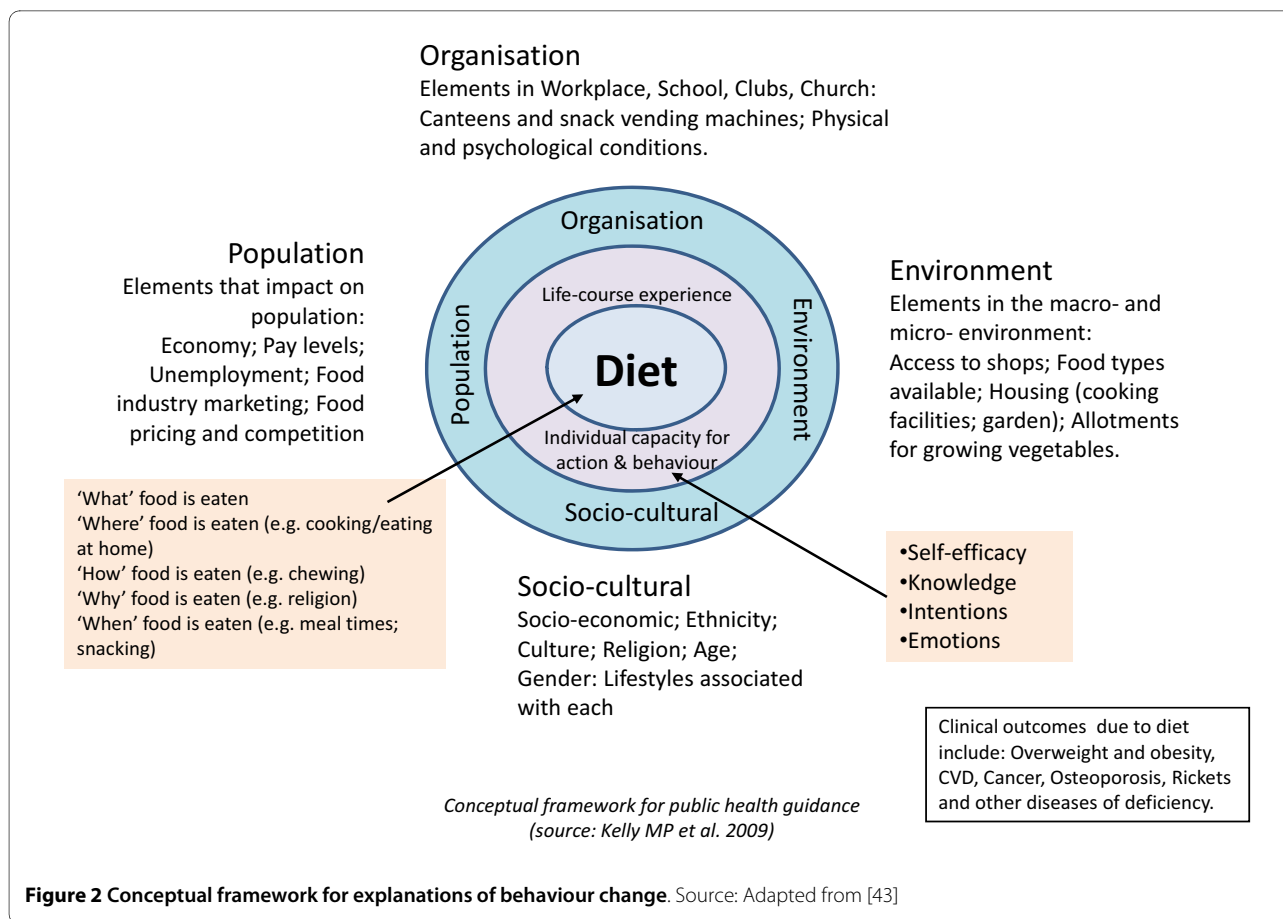 Organisation
Elements in Workplace, School, Clubs, Church:
Canteens and snack vending machines; Physical
and psychological conditions.
Population
Elements that impact on
population:
Economy; Pay levels;
Unemployment; Food
industry marketing; Food
pricing and competition
Organisation
Population
Environment
Socio-cultural
Life-course experience
Diet
Individual capacity for
action & behaviour
Environment
Elements in the macro- and
micro- environment:
Access to shops; Food types
available; Housing (cooking
facilities; garden); Allotments
for growing vegetables.
‘What’ food is eaten
‘Where’ food is eaten (e.g. cooking/eating
at home)
‘How’ food is eaten (e.g. chewing)
‘Why’ food is eaten (e.g. religion)
‘When’ food is eaten (e.g. meal times;
snacking)
Socio-cultural
Socio-economic; Ethnicity;
Culture; Religion; Age;
Gender: Lifestyles associated
with each
•Self-efficacy
•Knowledge
•Intentions
•Emotions
Clinical outcomes due to diet
include: Overweight and obesity,
CVD, Cancer, Osteoporosis, Rickets
and other diseases of deficiency.
Conceptual framework for public health guidance
(source: Kelly MP et al. 2009)
Figure 2 Conceptual framework for explanations of behaviour change. Source: Adapted from [43]